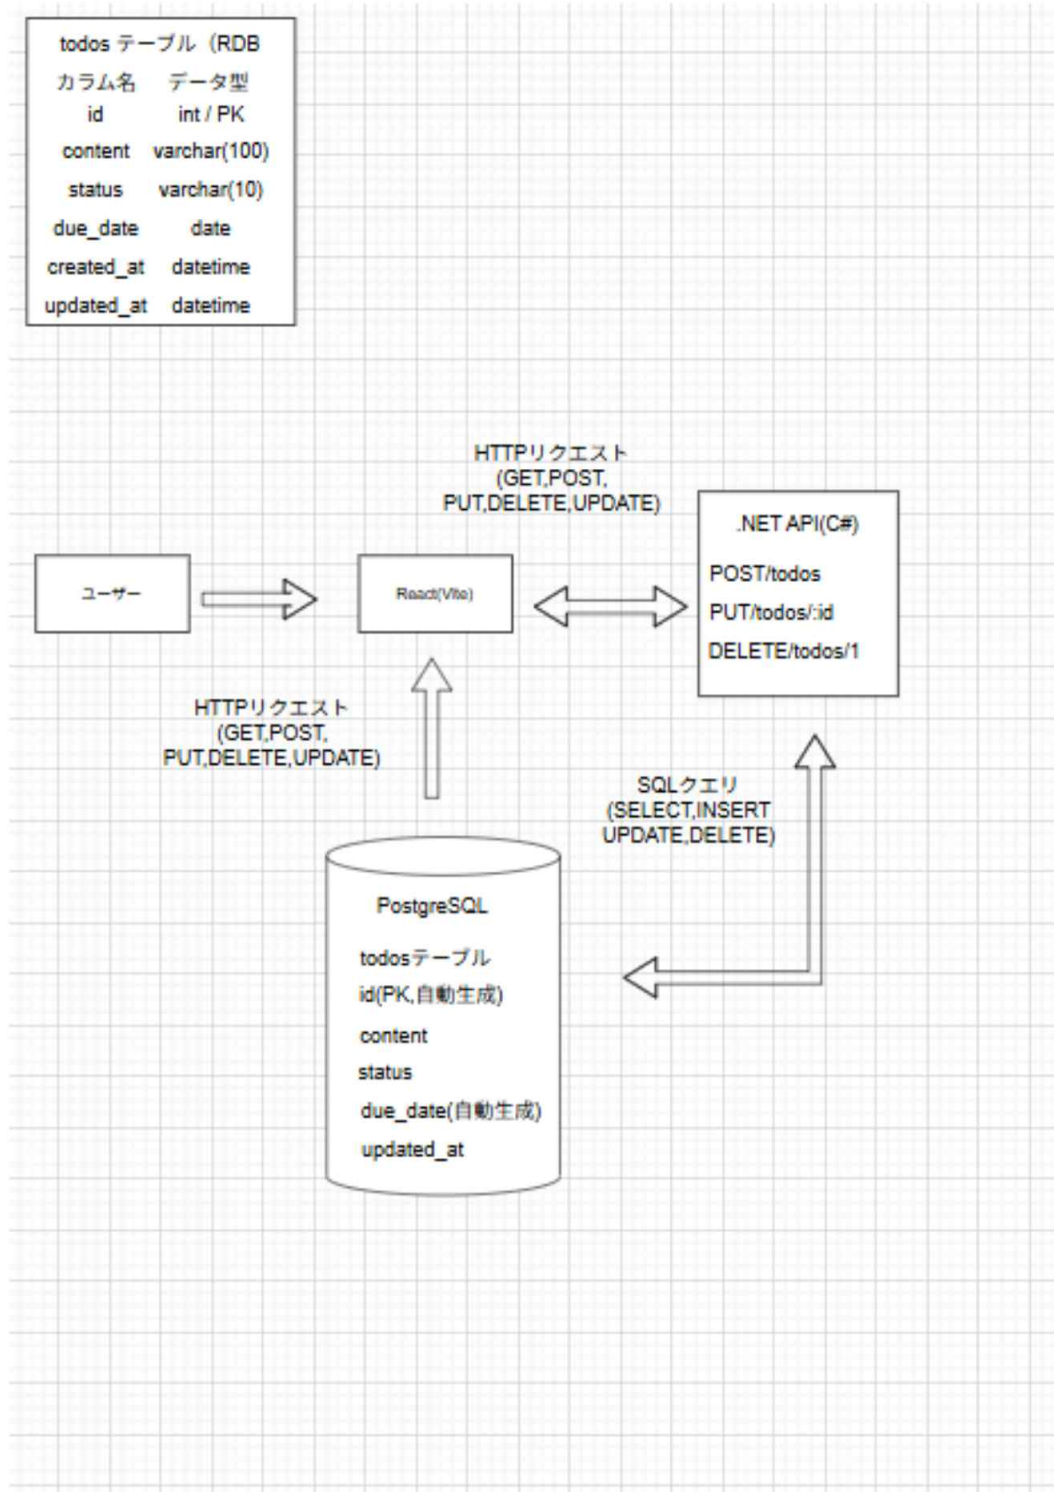 todos テーブル（RDB
カラム名 データ型
id int / PK
content varchar(100)
status varchar(10)
due_date date
created_at datetime
updated_at datetime
HTTPリクエスト
(GET,POST,
PUT,DELETE,UPDATE)
.NET API(C#)
POST/todos
PUT/todos/:id
DELETE/todos/1
ユーザー
React(Vite)
HTTPリクエスト
(GET,POST,
PUT,DELETE,UPDATE)
SQLクエリ
(SELECT,INSERT
UPDATE,DELETE)
PostgreSQL
todosテーブル
id(PK,自動生成)
content
status
due_date(自動生成)
updated_at